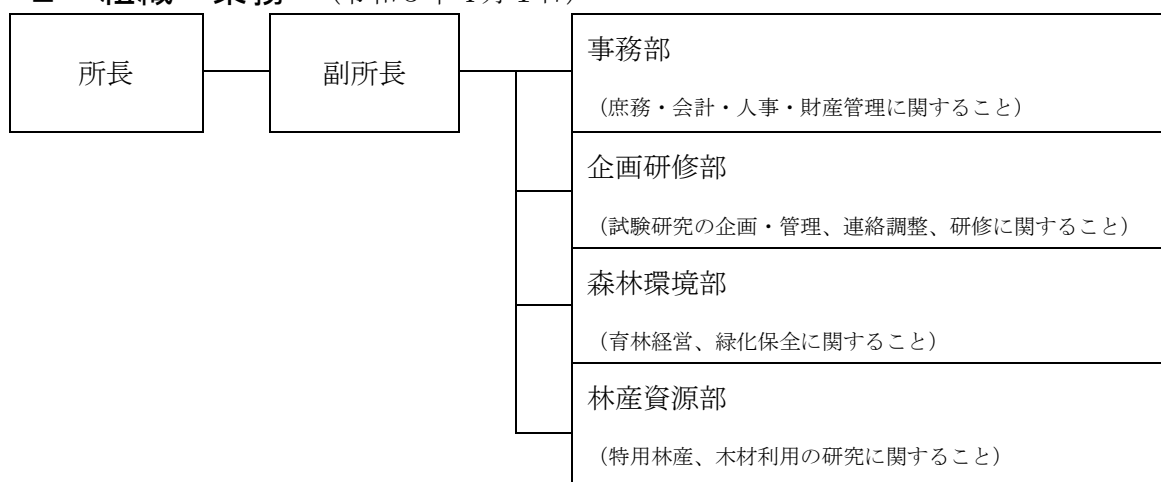 所長
副所長
事務部
（庶務・会計・人事・財産管理に関すること）
企画研修部
（試験研究の企画・管理、連絡調整、研修に関すること）
森林環境部
（育林経営、緑化保全に関すること）
林産資源部
（特用林産、木材利用の研究に関すること）